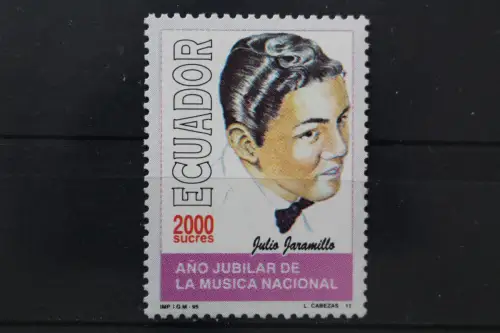 ECUADOR
2000
sucres
Julio Jaramillo
AÑO JUBILAR DE
LA MUSICA NACIONAL
IMP. I.G.M - 95
L. CABEZAS